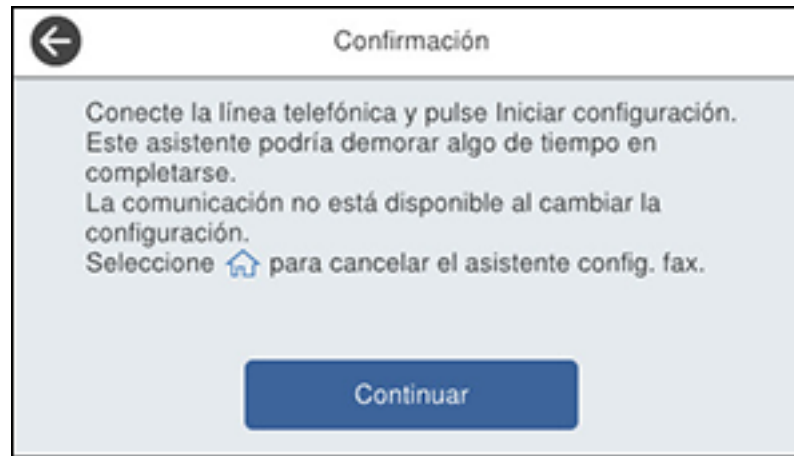 Confirmación
Conecte la línea telefónica y pulse Iniciar configuración.
Este asistente podría demorar algo de tiempo en
completarse.
La comunicación no está disponible al cambiar la
configuración.
Seleccione para cancelar el asistente config. fax.
Continuar